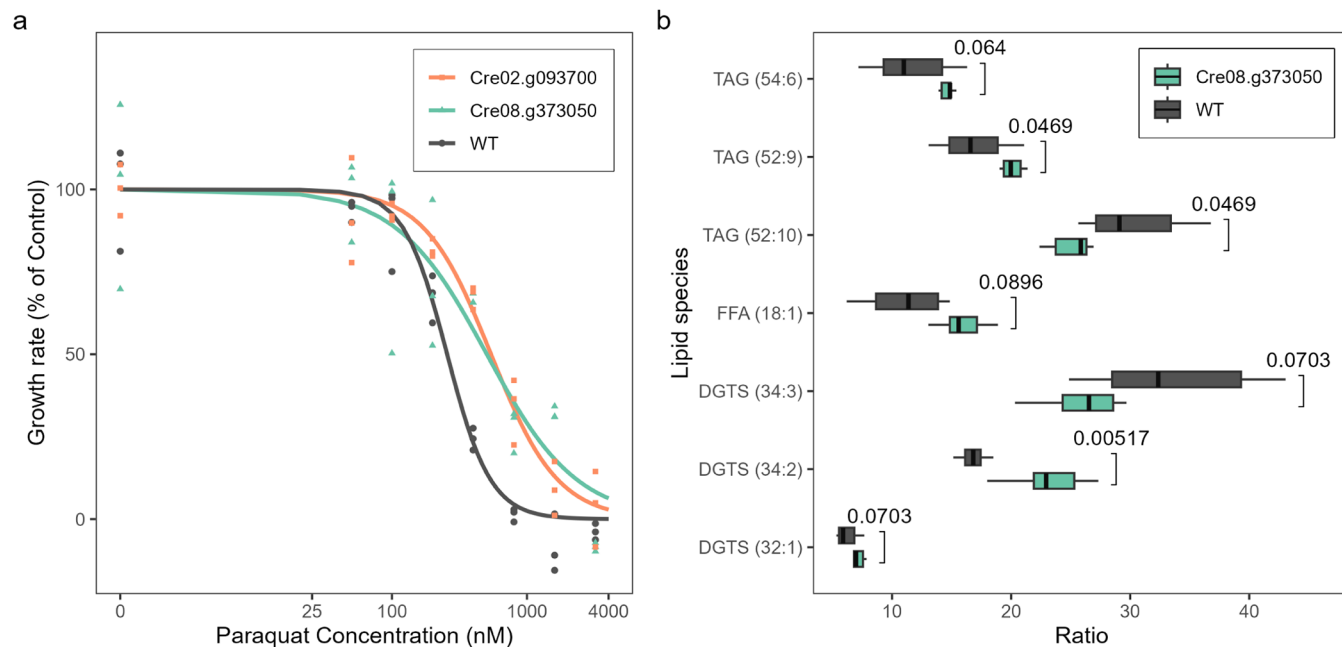 a
Growth rate (% of Control)
100
50
0
Cre02.g093700
Cre08.g373050
WT
0
25
100
1000
4000
Paraquat Concentration (nM)
b
Lipid species
TAG (54:6)
TAG (52:9)
TAG (52:10)
FFA (18:1)
DGTS (34:3)
DGTS (34:2)
DGTS (32:1)
0.064
0.0469
0.0469
0.0896
0.0703
0.00517
0.0703
Cre08.g373050
WT
10
20
30
40
Ratio